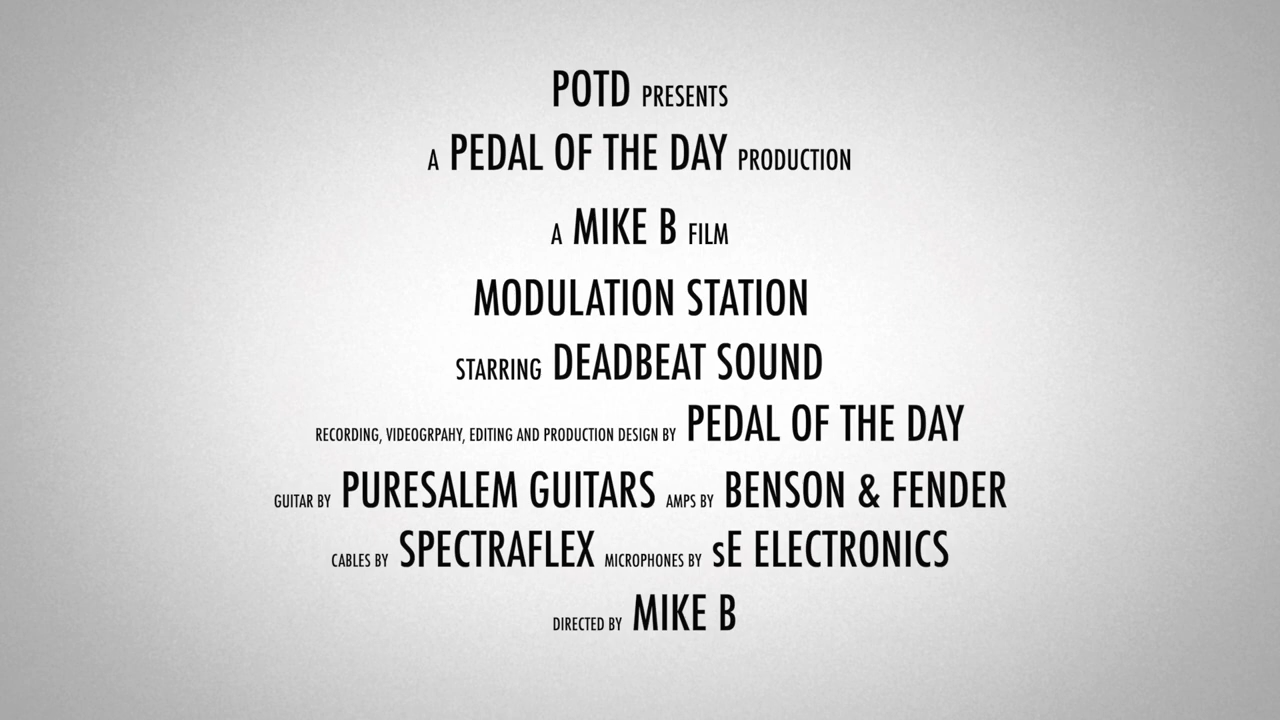 POTD PRESENTS
A PEDAL OF THE DAY PRODUCTION
A MIKE B FILM
MODULATION STATION
STARRING DEADBEAT SOUND
RECORDING, VIDEOGRPAHY, EDITING AND PRODUCTION DESIGN BY PEDAL OF THE DAY
GUITAR BY PURESALEM GUITARS AMPS BY BENSON & FENDER
CABLES BY SPECTRAFLEX MICROPHONES BY sE ELECTRONICS
DIRECTED BY MIKE B